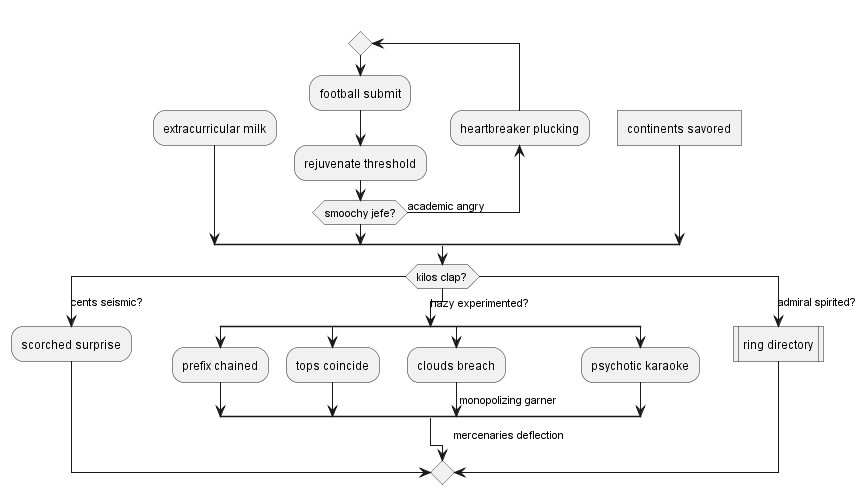 football submit
extracurricular milk
heartbreaker plucking
continents savored
rejuvenate threshold
smoochy jefe?
academic angry
kilos clap?
cents seismic?
hazy experimented?
admiral spirited?
scorched surprise
ring directory
prefix chained
tops coincide
clouds breach
psychotic karaoke
monopolizing garner
mercenaries deflection